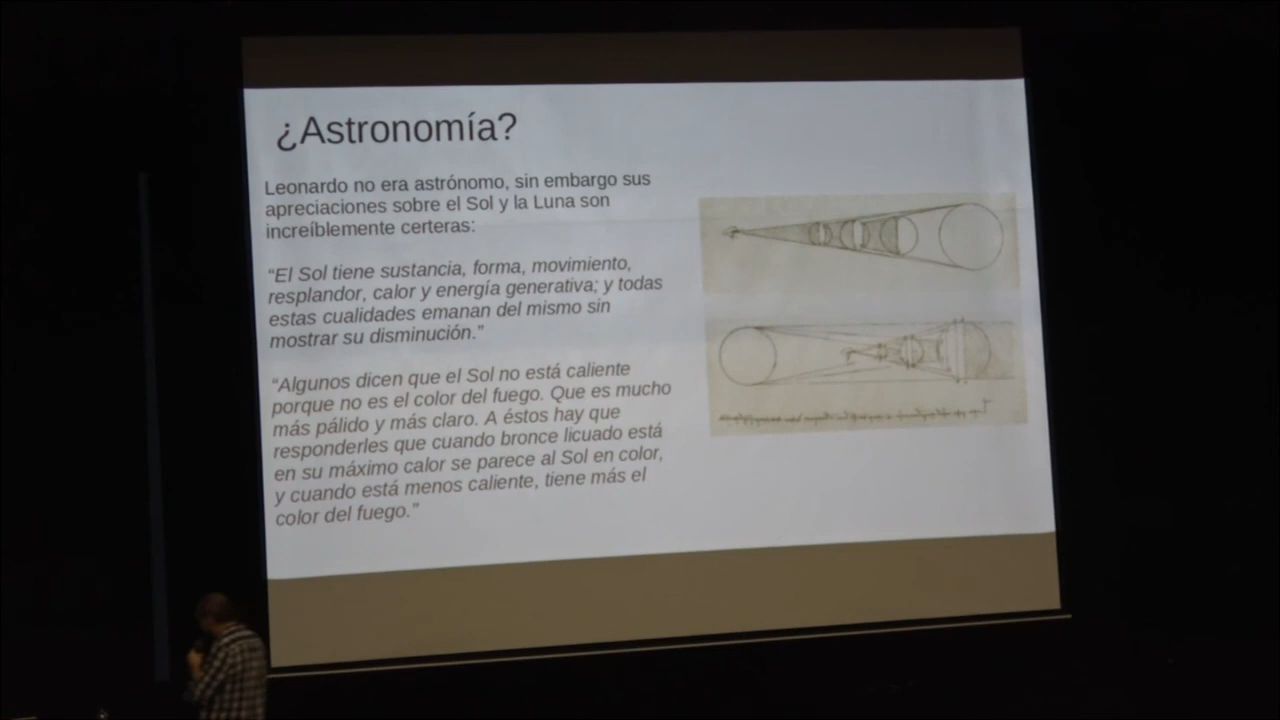 ¿Astronomía?
Leonardo no era astrónomo, sin embargo sus
apreciaciones sobre el Sol y la Luna son
increíblemente certeras:
“El Sol tiene sustancia, forma, movimiento,
resplandor, calor y energía generativa; y todas
estas cualidades emanan del mismo sin
mostrar su disminución.”
“Algunos dicen que el Sol no está caliente
porque no es el color del fuego. Que es mucho
más pálido y más claro. A éstos hay que
responderles que cuando bronce licuado está
en su máximo calor se parece al Sol en color,
y cuando está menos caliente, tiene más el
color del fuego.”